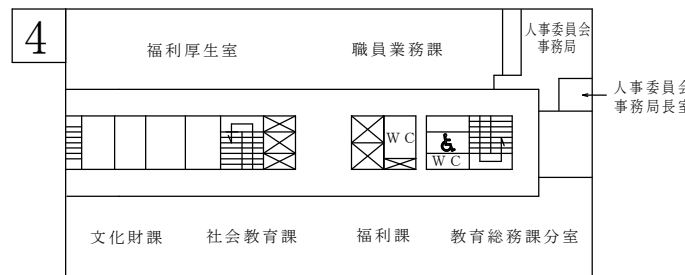 4
福利厚生室
職員業務課
人事委員会
事務局
人事委員会
事務局長室
WC
WC
文化財課
社会教育課
福利課
教育総務課分室